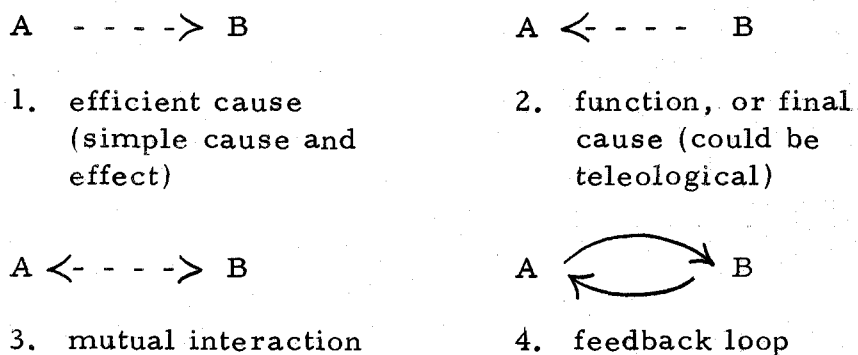 A - - - -> B
1. efficient cause
(simple cause and
effect)
A <- - - - B
2. function, or final
cause (could be
teleological)
A <- - - -> B
3. mutual interaction
A B
4. feedback loop